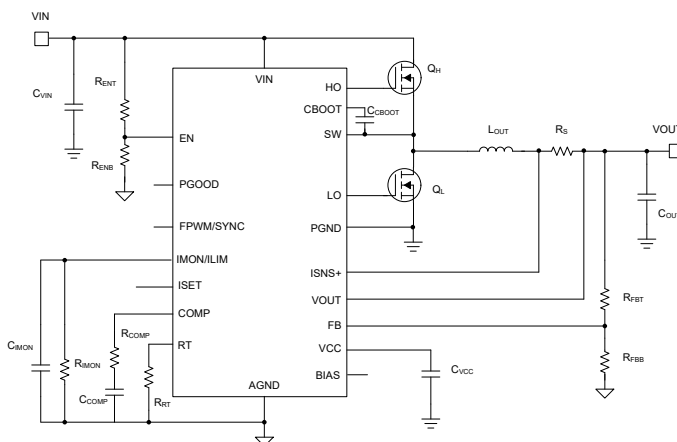 VIN
RENT
CVIN
RENB
VIN
EN
PGOOD
FPWM/SYNC
IMON/ILIM
ISET
COMP
RT
AGND
HO
CBOOT
SW
LO
PGND
ISNS+
VOUT
FB
VCC
BIAS
QH
CCBOOT
QL
LOUT
RS
VOUT
COUT
RFBT
RFBB
CVCC
CIMON
RIMON
RCOMP
CCOMP
RRT